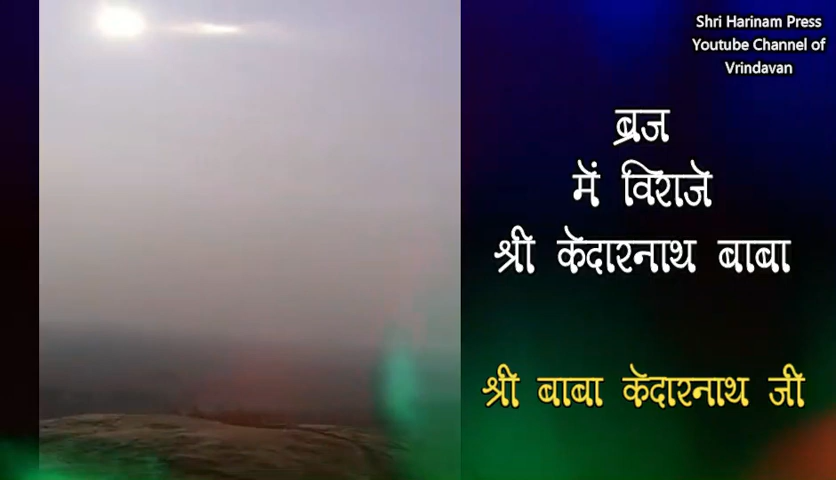 Shri Harinam Press
Youtube Channel of
Vrindavan
ब्रज
में विराजे
श्री केदारनाथ बाबा
श्री बाबा केदारनाथ जी